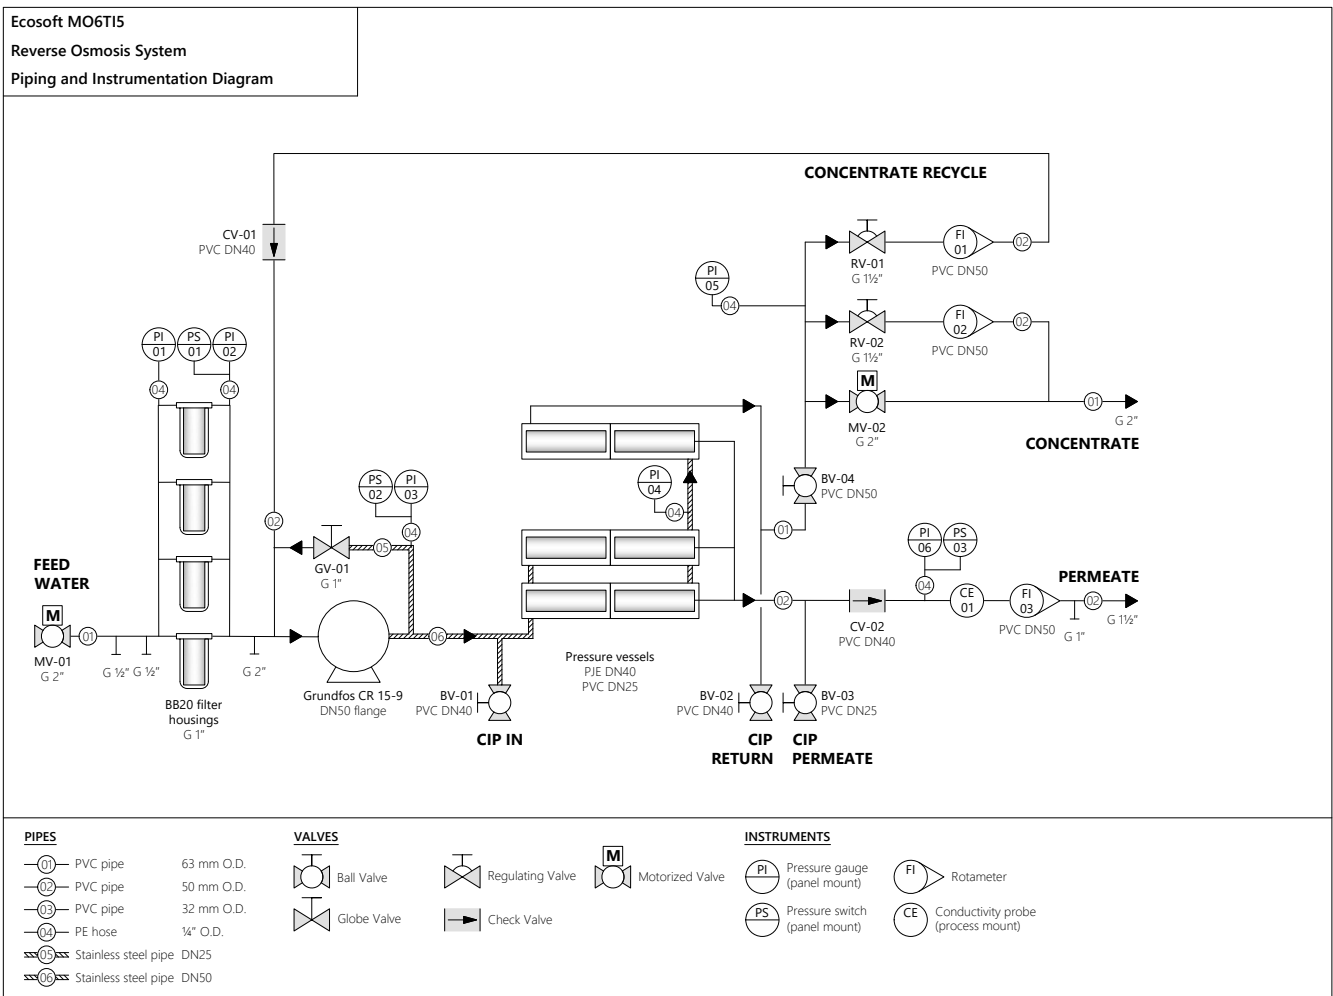 Ecosoft MO6TI5
Reverse Osmosis System
Piping and Instrumentation Diagram
CONCENTRATE RECYCLE
CV-01
PVC DN40
FI
01
02
RV-01
G 1½"
PVC DN50
PI
05
04
FI
02
02
RV-02
G 1½"
PVC DN50
PI
01
PS
01
PI
02
04
04
M
MV-02
G 2"
01
G 2"
CONCENTRATE
PS
02
PI
03
04
PI
04
04
BV-04
PVC DN50
02
01
05
GV-01
G 1"
PI
06
PS
03
04
FEED
WATER
M
01
MV-01
G 2"
G ½"
G ½"
G 2"
BB20 filter
housings
G 1"
06
Grundfos CR 15-9
DN50 flange
BV-01
PVC DN40
CIP IN
Pressure vessels
PJE DN40
PVC DN25
02
CV-02
PVC DN40
CE
01
FI
03
PVC DN50
G 1"
02
PERMEATE
G 1½"
BV-02
PVC DN40
BV-03
PVC DN25
CIP
RETURN
CIP
PERMEATE
PIPES
01 PVC pipe 63 mm O.D.
02 PVC pipe 50 mm O.D.
03 PVC pipe 32 mm O.D.
04 PE hose ¼" O.D.
05 Stainless steel pipe DN25
06 Stainless steel pipe DN50
VALVES
Ball Valve
Globe Valve
Regulating Valve
Check Valve
M
Motorized Valve
INSTRUMENTS
PI
Pressure gauge
(panel mount)
PS
Pressure switch
(panel mount)
FI
Rotameter
CE
Conductivity probe
(process mount)